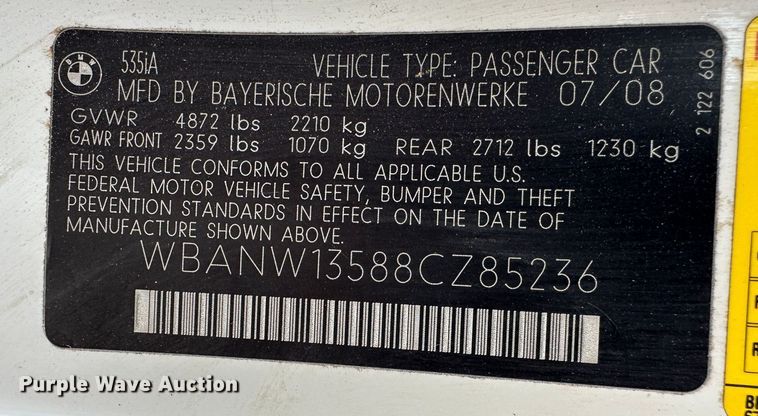 BMW
535iA
VEHICLE TYPE: PASSENGER CAR
MFD BY BAYERISCHE MOTORENWERKE 07/08
GVWR 4872 lbs 2210 kg
GAWR FRONT 2359 lbs 1070 kg REAR 2712 lbs 1230 kg
THIS VEHICLE CONFORMS TO ALL APPLICABLE U.S.
FEDERAL MOTOR VEHICLE SAFETY, BUMPER AND THEFT
PREVENTION STANDARDS IN EFFECT ON THE DATE OF
MANUFACTURE SHOWN ABOVE.
WBANW13588CZ85236
2 122 606
Purple Wave Auction